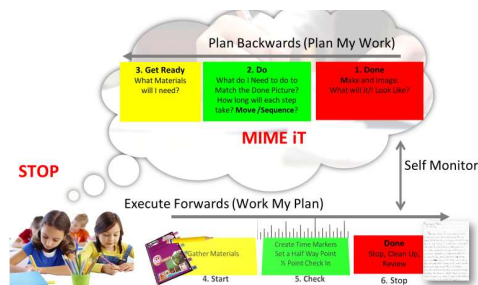 Plan Backwards (Plan My Work)
3. Get Ready
What Materials
will I need?
2. Do
What do I Need to do to
Match the Done Picture?
How long will each step
take? Move /Sequence?
1. Done
Make and Image:
What will it/I Look Like?
MIME iT
STOP
Self Monitor
Execute Forwards (Work My Plan)
Gather Materials
4. Start
Create Time Markers
Set a Half Way Point
½ Point Check In
5. Check
Done
Stop, Clean Up,
Review
6. Stop